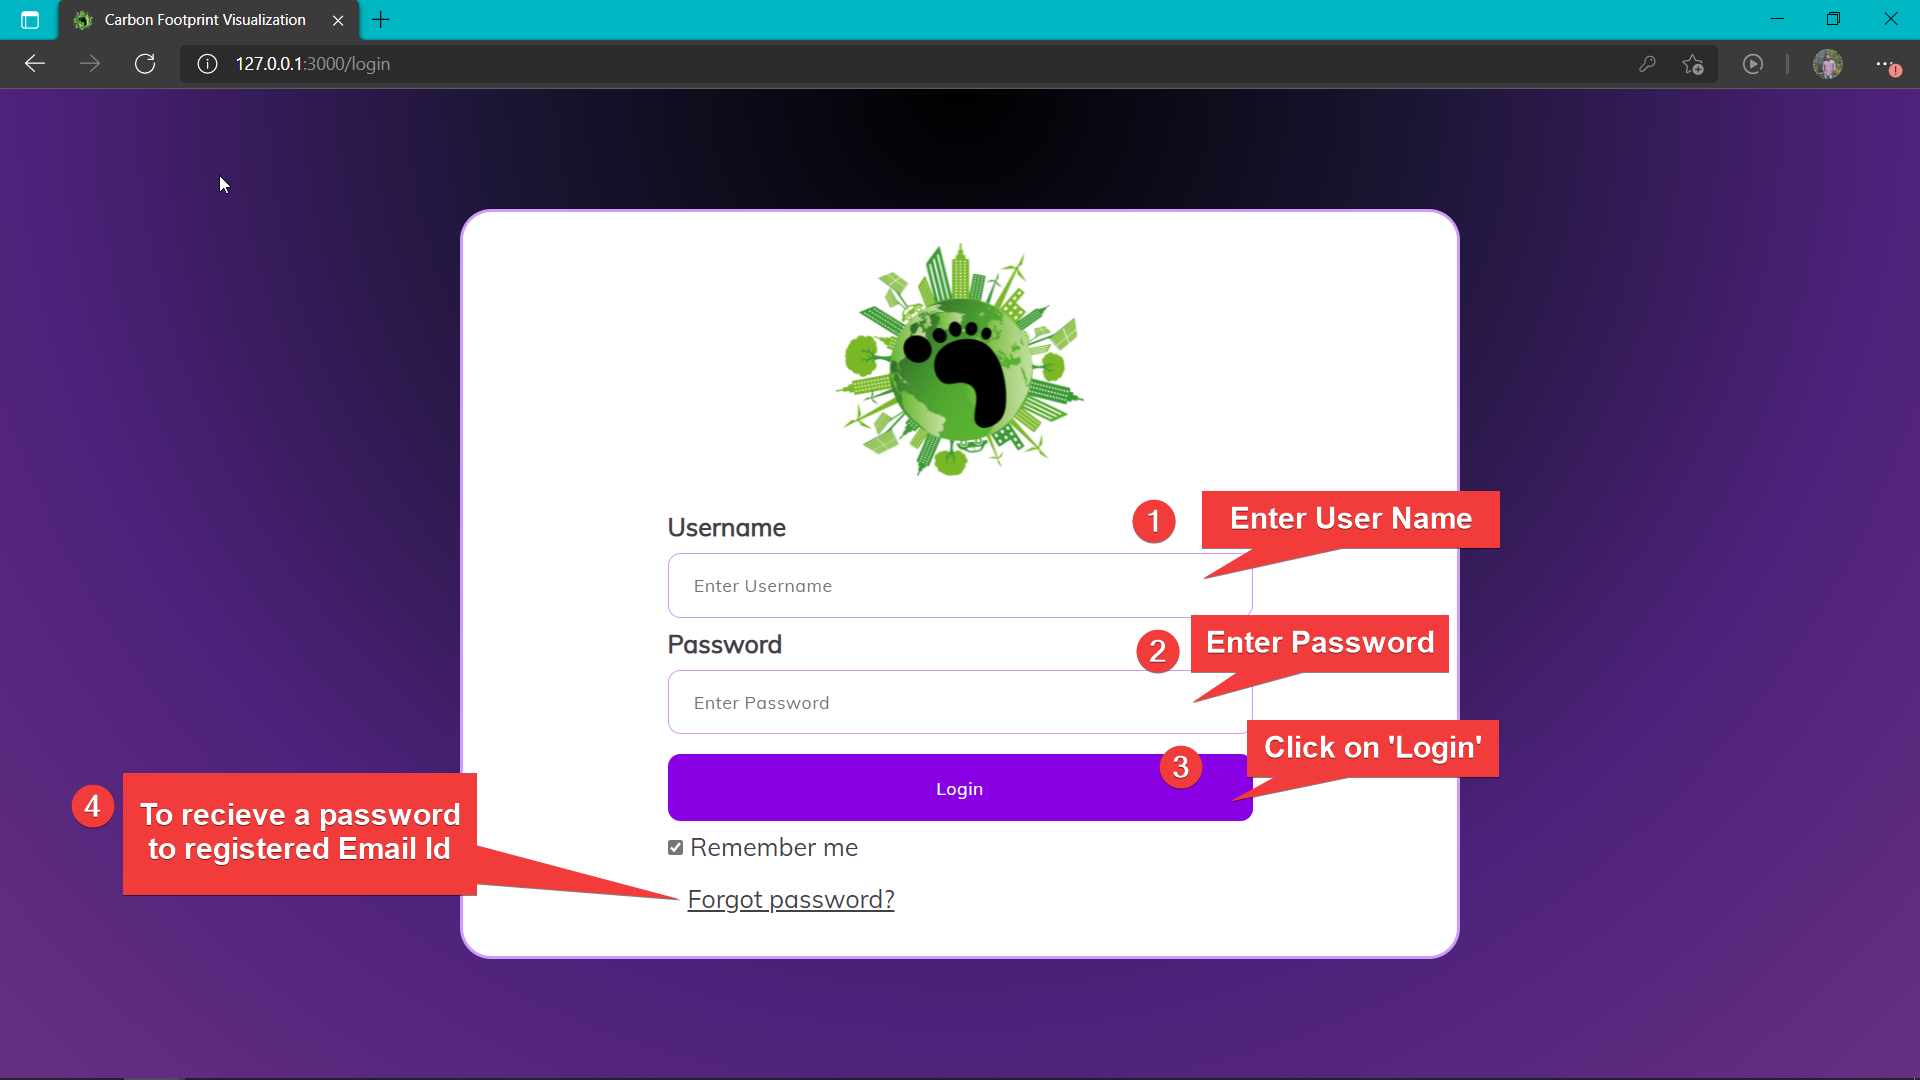 Carbon Footprint Visualization
127.0.0.1:3000/login
Username
1
Enter User Name
Enter Username
Password
2
Enter Password
Enter Password
3
Click on 'Login'
Login
4
To recieve a password
to registered Email Id
Remember me
Forgot password?